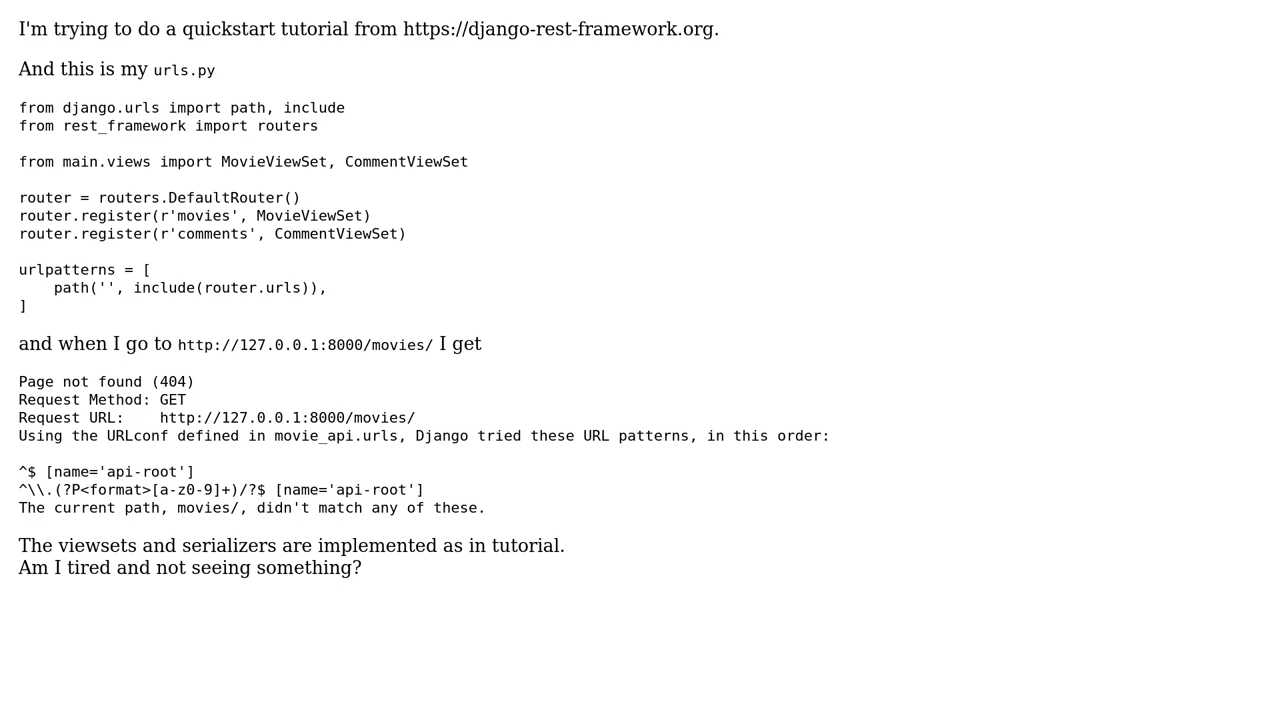 I'm trying to do a quickstart tutorial from https://django-rest-framework.org.
And this is my urls.py
from django.urls import path, include
from rest_framework import routers
from main.views import MovieViewSet, CommentViewSet
router = routers.DefaultRouter()
router.register(r'movies', MovieViewSet)
router.register(r'comments', CommentViewSet)
urlpatterns = [
    path('', include(router.urls)),
]
and when I go to http://127.0.0.1:8000/movies/ I get
Page not found (404)
Request Method: GET
Request URL:    http://127.0.0.1:8000/movies/
Using the URLconf defined in movie_api.urls, Django tried these URL patterns, in this order:
^$ [name='api-root']
^\\.(?P<format>[a-z0-9]+)/?$ [name='api-root']
The current path, movies/, didn't match any of these.
The viewsets and serializers are implemented as in tutorial.
Am I tired and not seeing something?